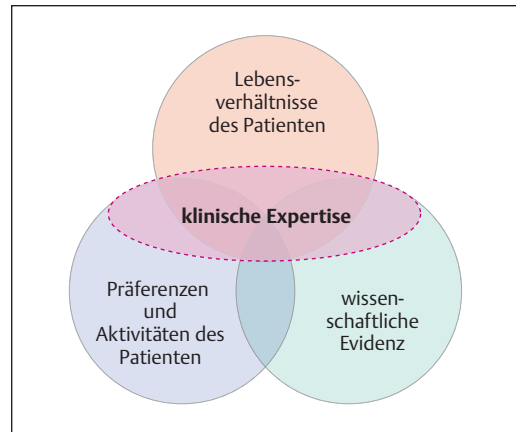 Lebens-
verhältnisse
des Patienten
klinische Expertise
Präferenzen
und
Aktivitäten des
Patienten
wissen-
schaftliche
Evidenz